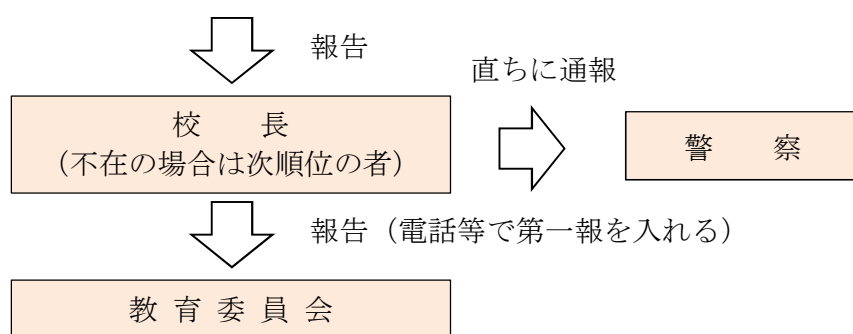 報告
直ちに通報
校　　長
（不在の場合は次順位の者）
警　　察
報告（電話等で第一報を入れる）
教 育 委 員 会